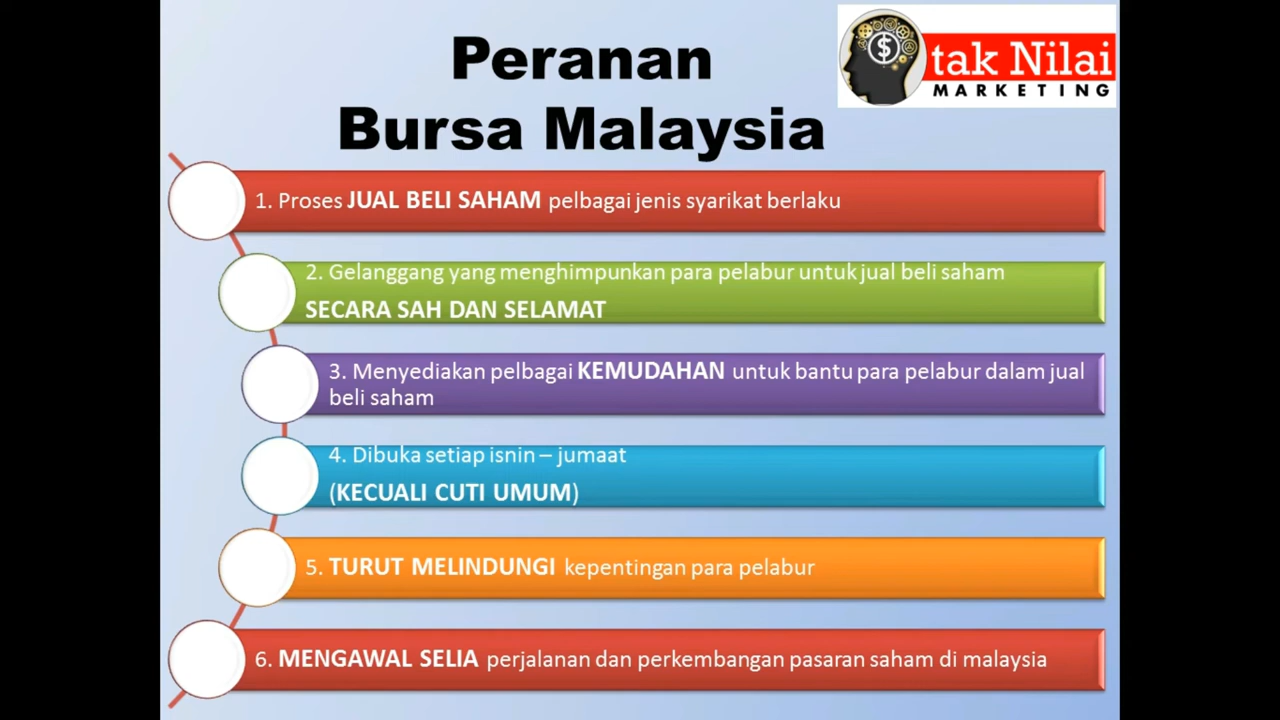 Peranan
Bursa Malaysia
tak Nilai
MARKETING
1. Proses JUAL BELI SAHAM pelbagai jenis syarikat berlaku
2. Gelanggang yang menghimpunkan para pelabur untuk jual beli saham
SECARA SAH DAN SELAMAT
3. Menyediakan pelbagai KEMUDAHAN untuk bantu para pelabur dalam jual
beli saham
4. Dibuka setiap isnin – jumaat
(KECUALI CUTI UMUM)
5. TURUT MELINDUNGI kepentingan para pelabur
6. MENGAWAL SELIA perjalanan dan perkembangan pasaran saham di malaysia